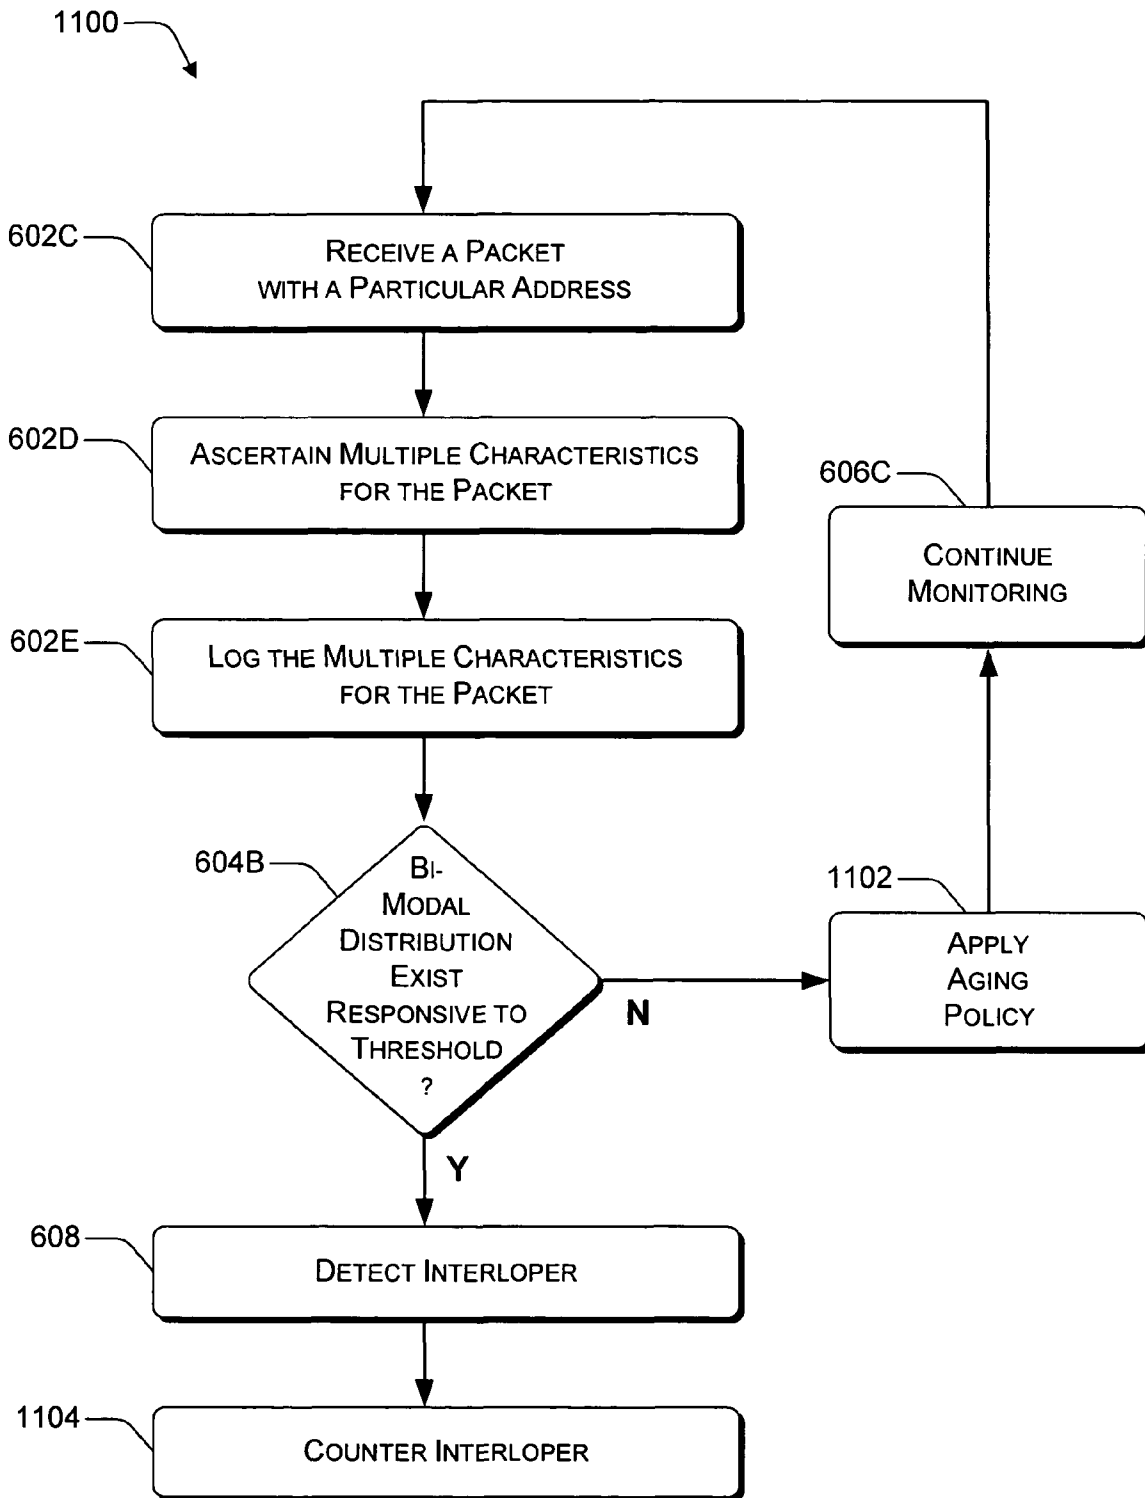 1100
602C
RECEIVE A PACKET
WITH A PARTICULAR ADDRESS
602D
ASCERTAIN MULTIPLE CHARACTERISTICS
FOR THE PACKET
606C
CONTINUE
MONITORING
602E
LOG THE MULTIPLE CHARACTERISTICS
FOR THE PACKET
604B
BI-
MODAL
DISTRIBUTION
EXIST
RESPONSIVE TO
THRESHOLD
?
N
1102
APPLY
AGING
POLICY
Y
608
DETECT INTERLOPER
1104
COUNTER INTERLOPER